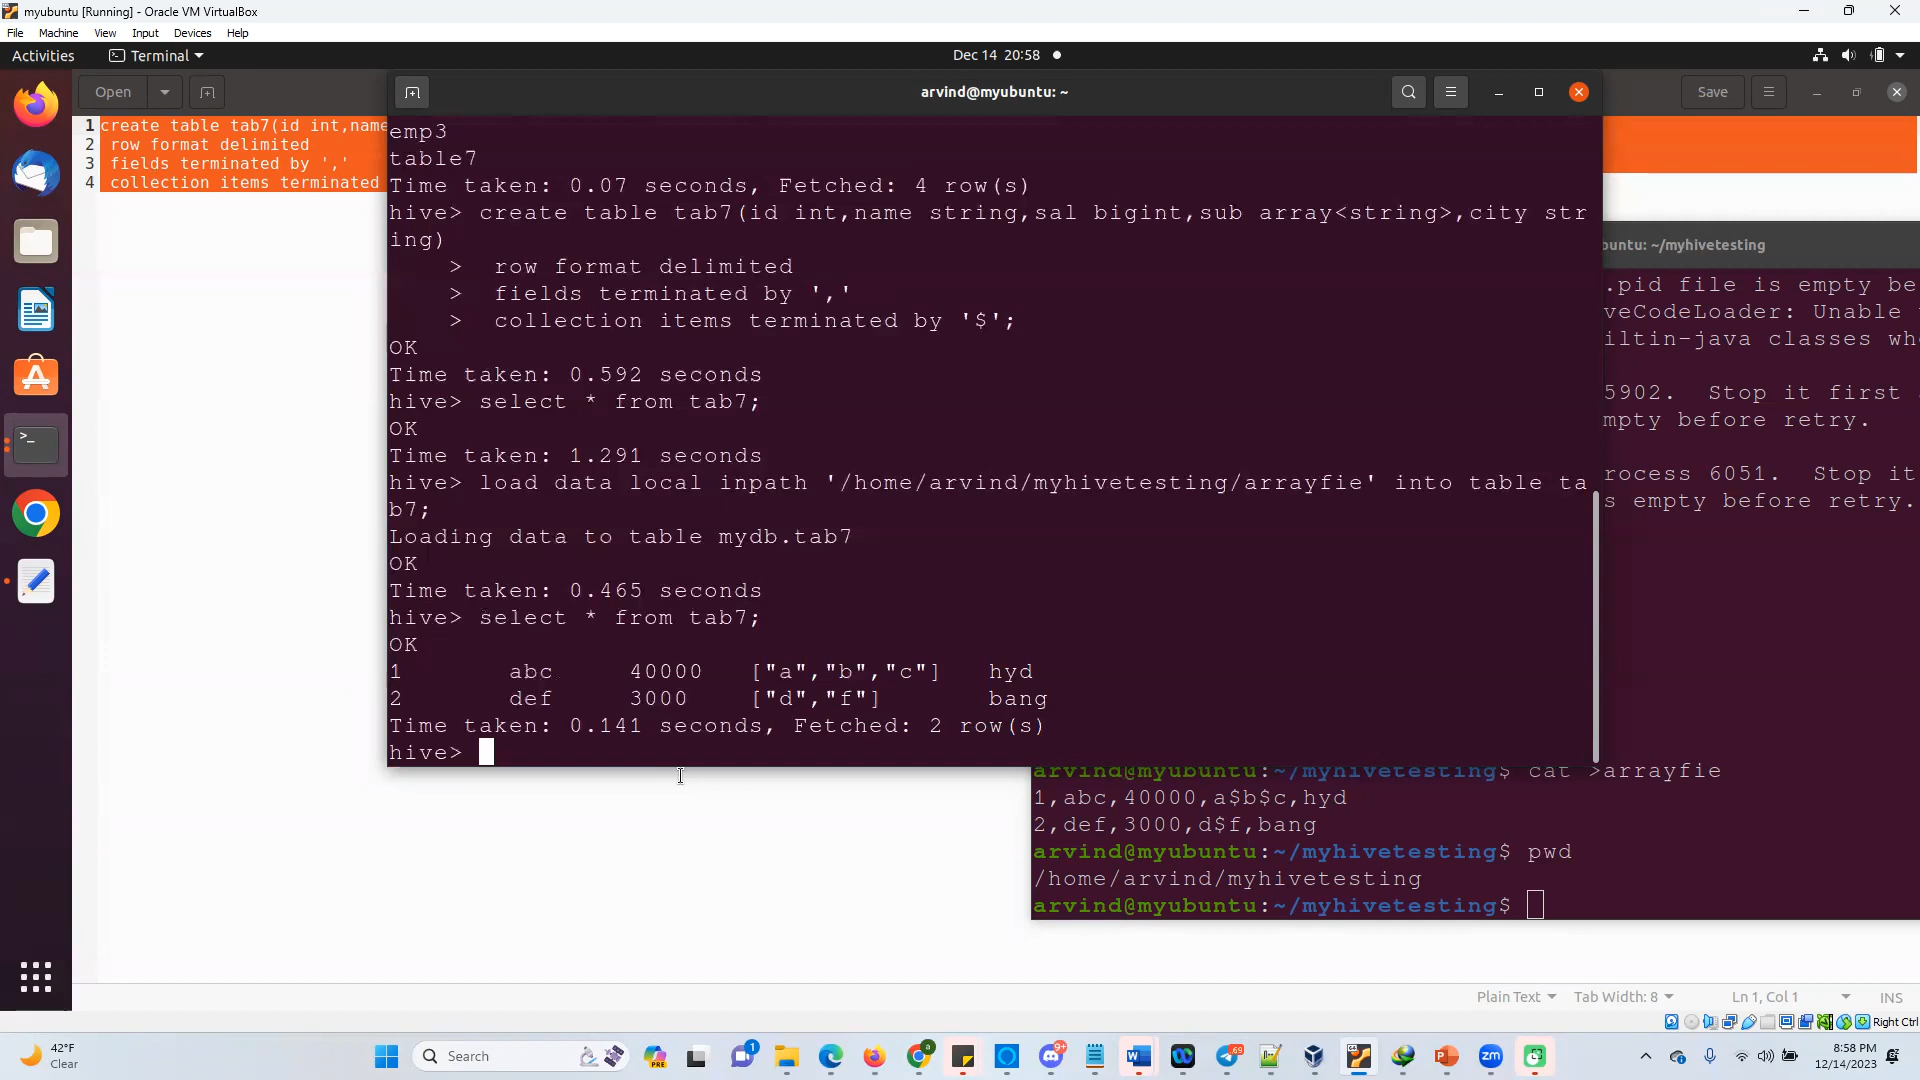 myubuntu [Running] - Oracle VM VirtualBox
File Machine View Input Devices Help
Activities Terminal Dec 14 20:58
Open arvind@myubuntu: ~ Save
1 create table tab7(id int,name
2 row format delimited
3 fields terminated by ','
4 collection items terminated
emp3
table7
Time taken: 0.07 seconds, Fetched: 4 row(s)
hive> create table tab7(id int,name string,sal bigint,sub array<string>,city str
ing)
> row format delimited
> fields terminated by ','
> collection items terminated by '$';
OK
Time taken: 0.592 seconds
hive> select * from tab7;
OK
Time taken: 1.291 seconds
hive> load data local inpath '/home/arvind/myhivetesting/arrayfie' into table ta
b7;
Loading data to table mydb.tab7
OK
Time taken: 0.465 seconds
hive> select * from tab7;
OK
1 abc 40000 ["a","b","c"] hyd
2 def 3000 ["d","f"] bang
Time taken: 0.141 seconds, Fetched: 2 row(s)
hive>
buntu: ~/myhivetesting
.pid file is empty be
veCodeLoader: Unable
iltin-java classes wh
5902. Stop it first
mpty before retry.
rocess 6051. Stop it
s empty before retry.
arvind@myubuntu:~/myhivetesting$ cat >arrayfie
1,abc,40000,a$b$c,hyd
2,def,3000,d$f,bang
arvind@myubuntu:~/myhivetesting$ pwd
/home/arvind/myhivetesting
arvind@myubuntu:~/myhivetesting$
Plain Text Tab Width: 8 Ln 1, Col 1 INS
Right Ctrl
42°F
Clear
Search
PRE
1
9+
69
zm
8:58 PM
12/14/2023